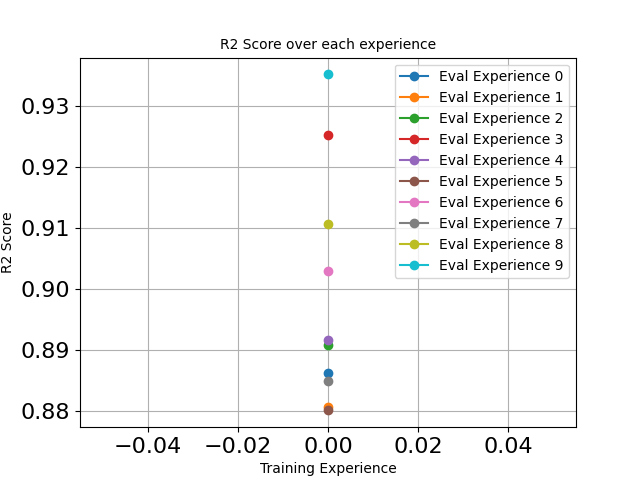 R2 Score over each experience
R2 Score
0.93
0.92
0.91
0.90
0.89
0.88
Eval Experience 0
Eval Experience 1
Eval Experience 2
Eval Experience 3
Eval Experience 4
Eval Experience 5
Eval Experience 6
Eval Experience 7
Eval Experience 8
Eval Experience 9
−0.04 −0.02 0.00 0.02 0.04
Training Experience